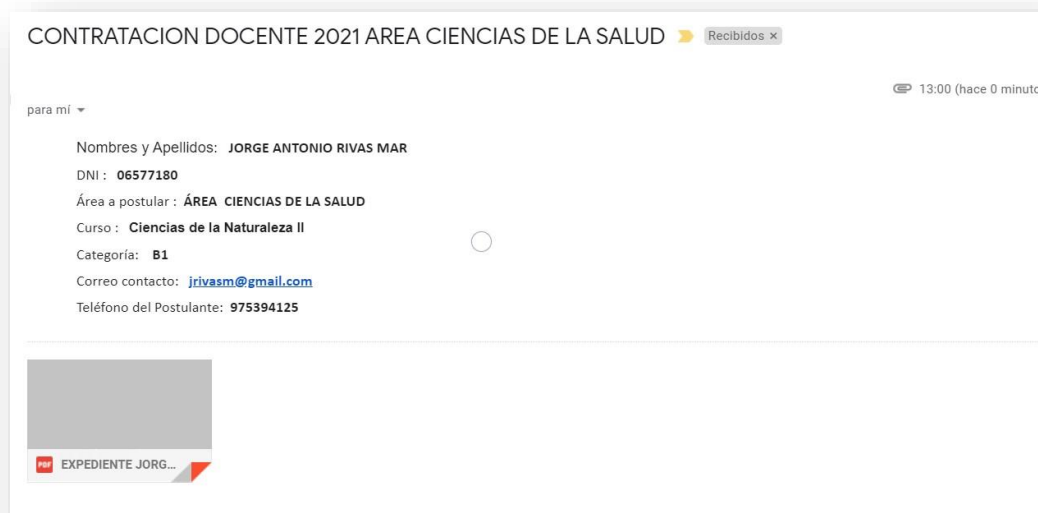 CONTRATACION DOCENTE 2021 AREA CIENCIAS DE LA SALUD Recibidos ×
13:00 (hace 0 minuto
para mí
Nombres y Apellidos: JORGE ANTONIO RIVAS MAR
DNI : 06577180
Área a postular : ÁREA CIENCIAS DE LA SALUD
Curso : Ciencias de la Naturaleza II
Categoría: B1
Correo contacto: jrivasm@gmail.com
Teléfono del Postulante: 975394125
PDF EXPEDIENTE JORG...